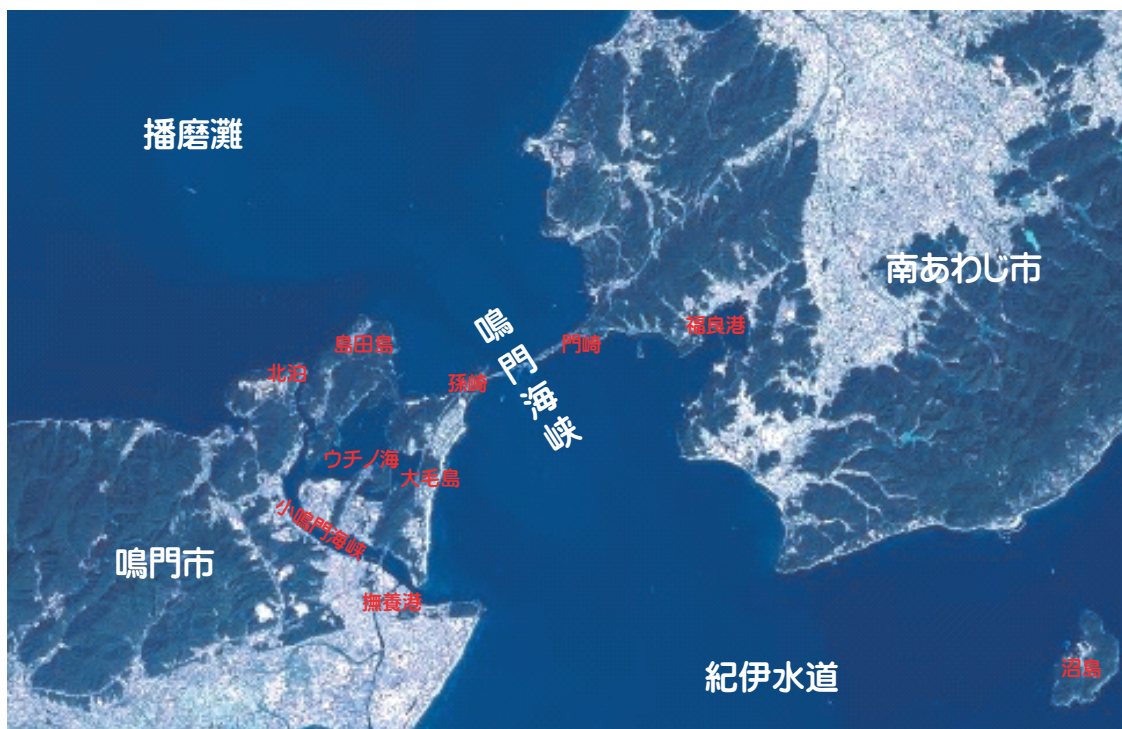 播磨灘
南あわじ市
鳴門海峡
福良港
門崎
島田島
北泊
孫崎
ウチノ海
大毛島
小鳴門海峡
鳴門市
撫養港
紀伊水道
沼島